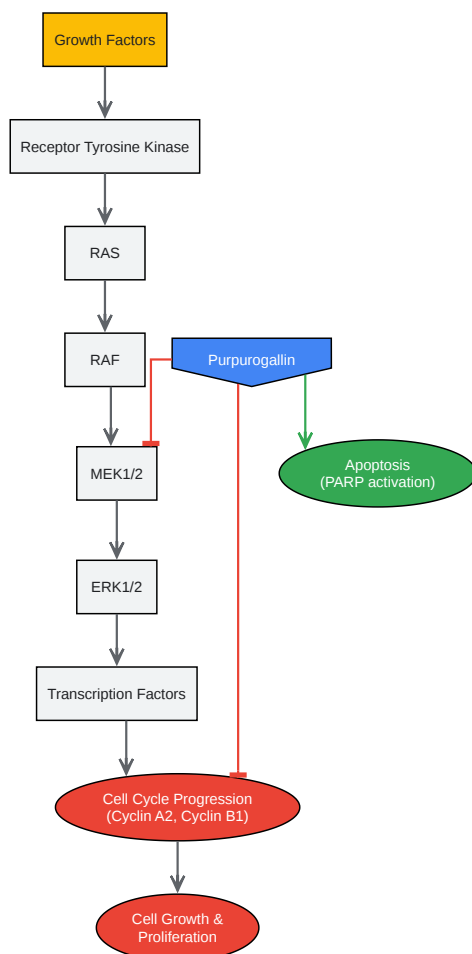 Growth Factors
Receptor Tyrosine Kinase
RAS
RAF
Purpurogallin
MEK1/2
Apoptosis
(PARP activation)
ERK1/2
Transcription Factors
Cell Cycle Progression
(Cyclin A2, Cyclin B1)
Cell Growth &
Proliferation